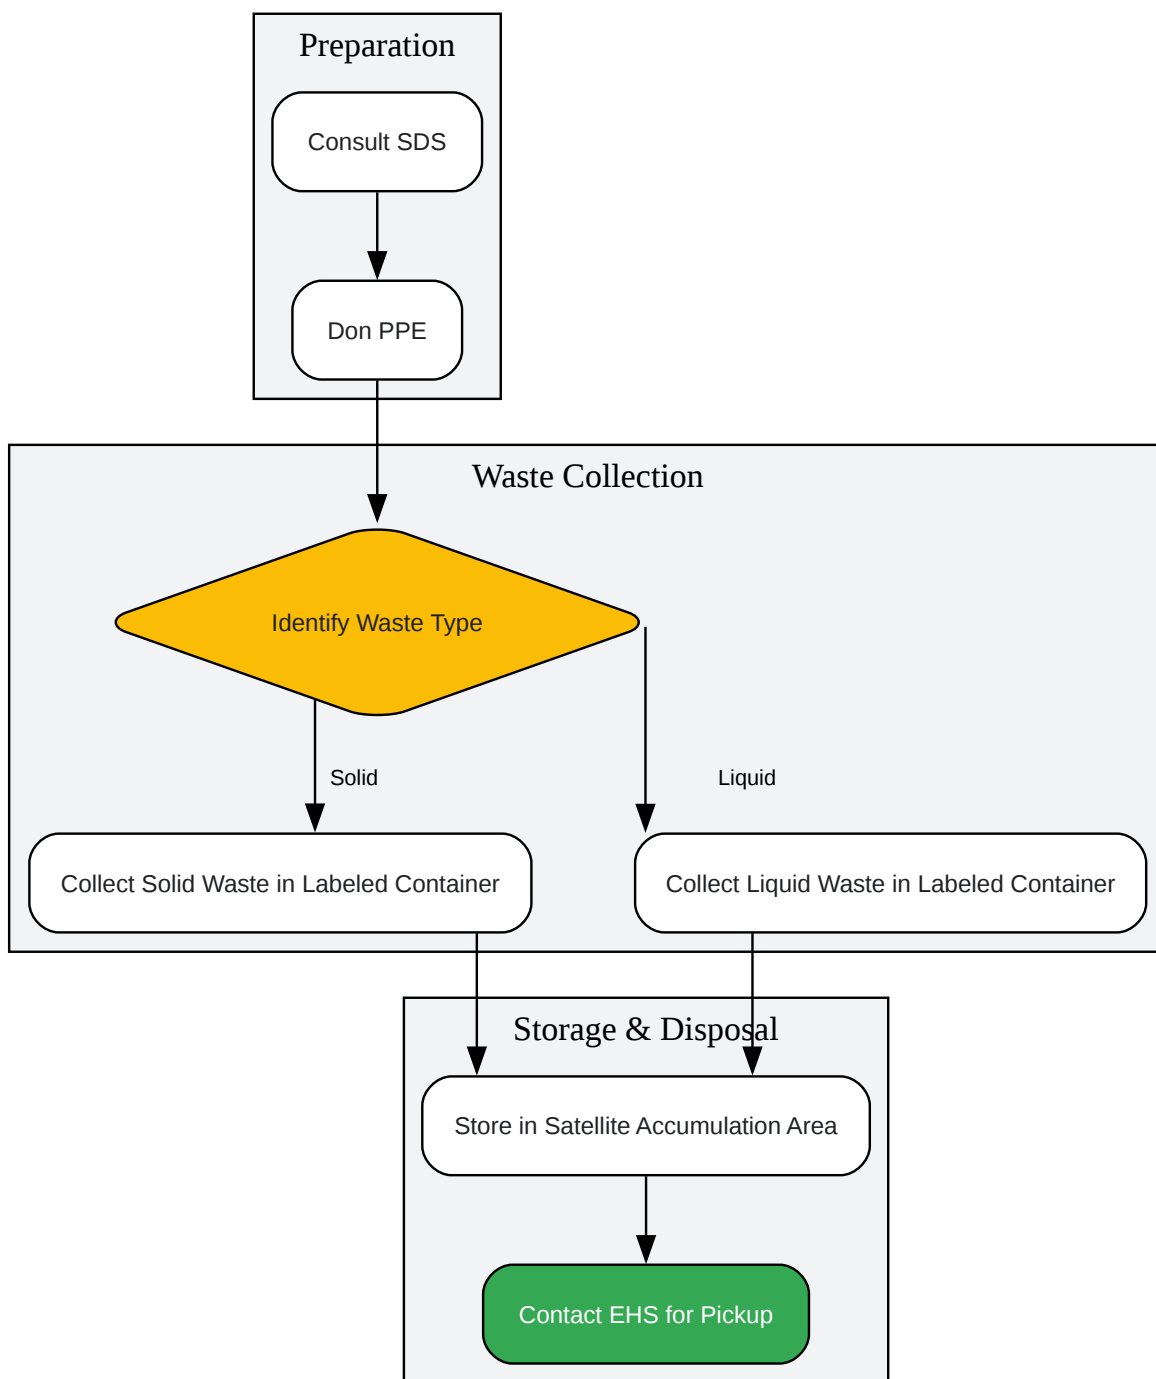 Preparation
Consult SDS
Don PPE
Waste Collection
Identify Waste Type
Solid
Liquid
Collect Solid Waste in Labeled Container
Collect Liquid Waste in Labeled Container
Storage & Disposal
Store in Satellite Accumulation Area
Contact EHS for Pickup